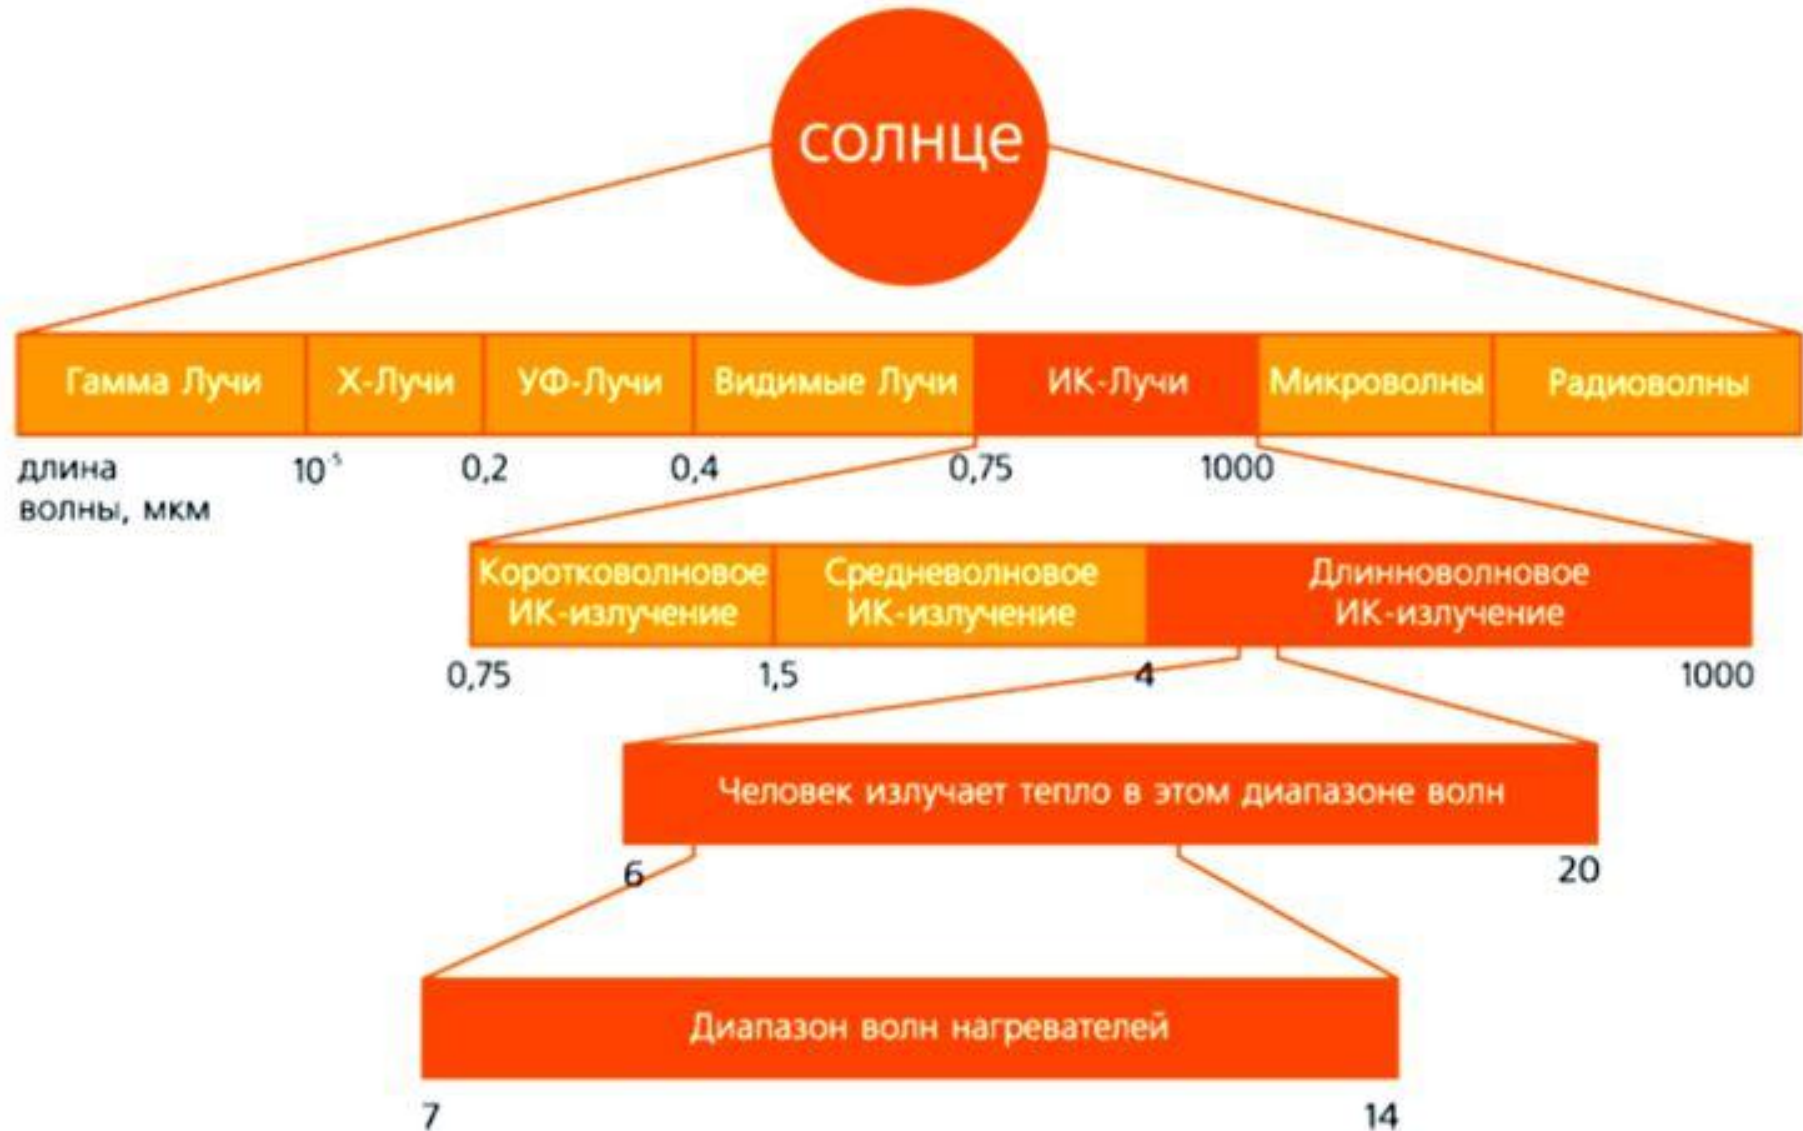 солнце
Гамма Лучи
Х-Лучи
УФ-Лучи
Видимые Лучи
ИК-Лучи
Микроволны
Радиоволны
длина
волны, мкм
10⁻⁵
0,2
0,4
0,75
1000
Коротковолновое
ИК-излучение
Средневолновое
ИК-излучение
Длинноволновое
ИК-излучение
0,75
1,5
4
1000
Человек излучает тепло в этом диапазоне волн
6
20
Диапазон волн нагревателей
7
14